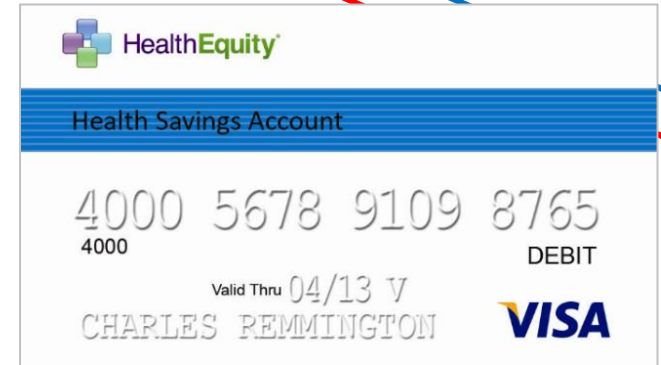 HealthEquity
Health Savings Account
4000 5678 9109 8765
4000 DEBIT
Valid Thru 04/13 V
CHARLES REMMINGTON
VISA